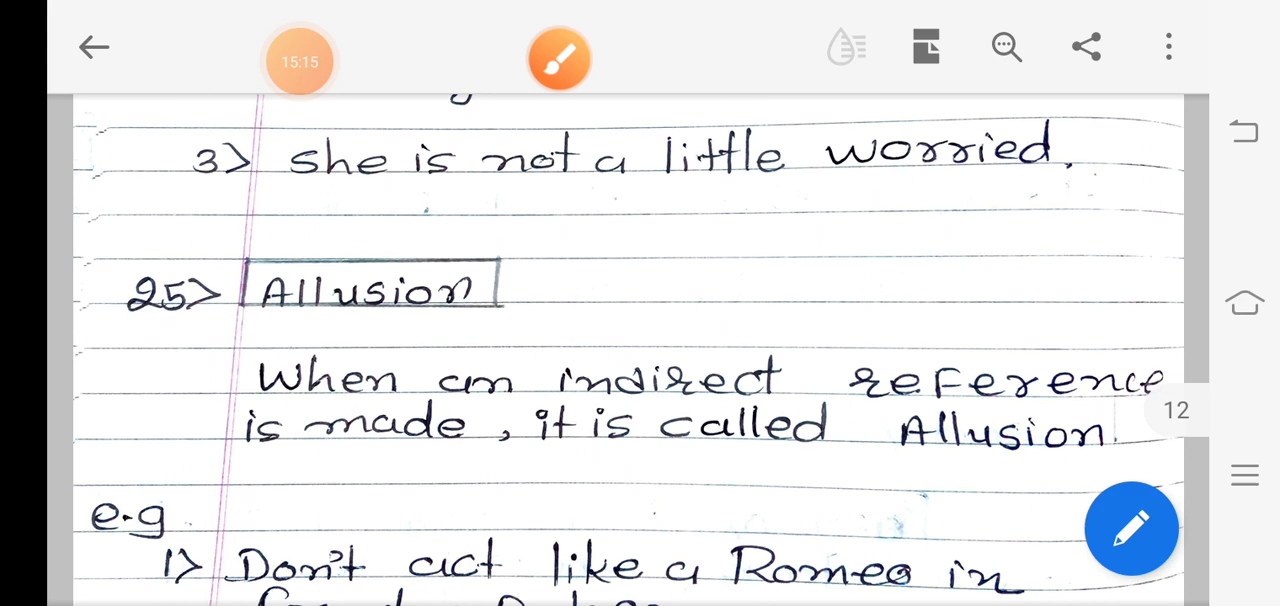 15:15
3> She is not a little worried.
25> Allusion
When an indirect reference
is made, it is called Allusion.
12
e.g
1> Don't act like a Romeo in